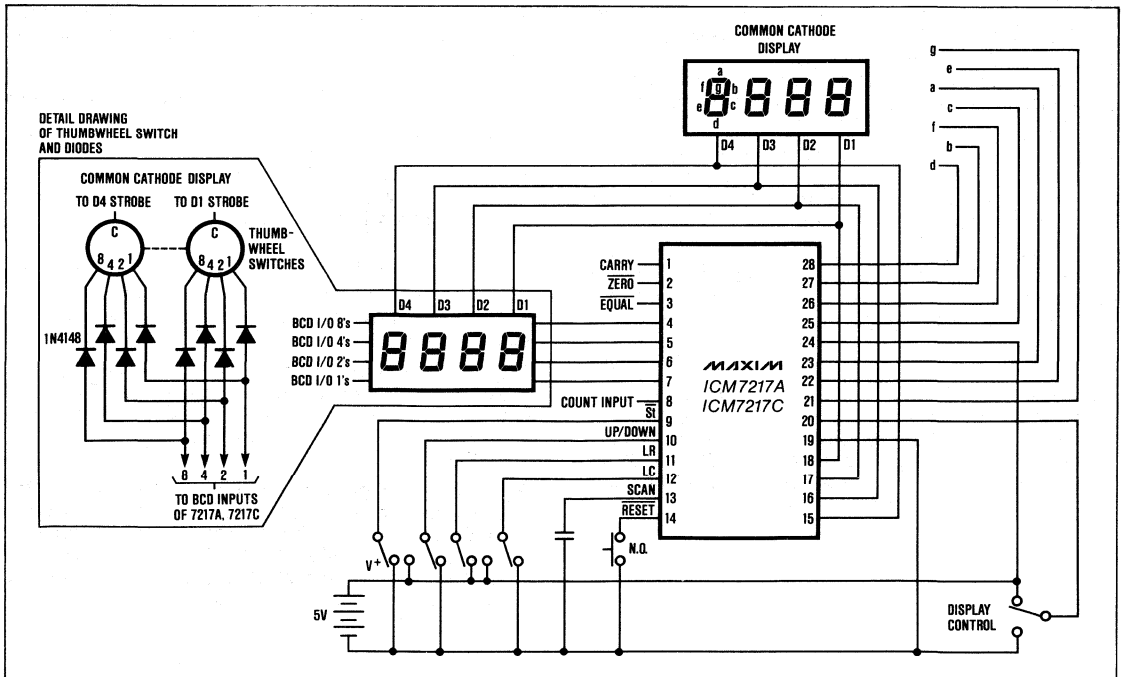 COMMON CATHODE
DISPLAY
a
f g b
e c
d
D4 D3 D2 D1
g
e
a
c
f
b
d
DETAIL DRAWING
OF THUMBWHEEL SWITCH
AND DIODES
COMMON CATHODE DISPLAY
TO D4 STROBE TO D1 STROBE
C C
8 4 2 1 8 4 2 1
THUMB-
WHEEL
SWITCHES
1N4148
8 4 2 1
TO BCD INPUTS
OF 7217A, 7217C
D4 D3 D2 D1
BCD I/O 8's
BCD I/O 4's
BCD I/O 2's
BCD I/O 1's
CARRY 1
ZERO 2
EQUAL 3
4
5
6
7
COUNT INPUT 8
St 9
UP/DOWN 10
LR 11
LC 12
SCAN 13
RESET 14
MAXIM
ICM7217A
ICM7217C
28
27
26
25
24
23
22
21
20
19
18
17
16
15
N.O.
V+
5V
DISPLAY
CONTROL